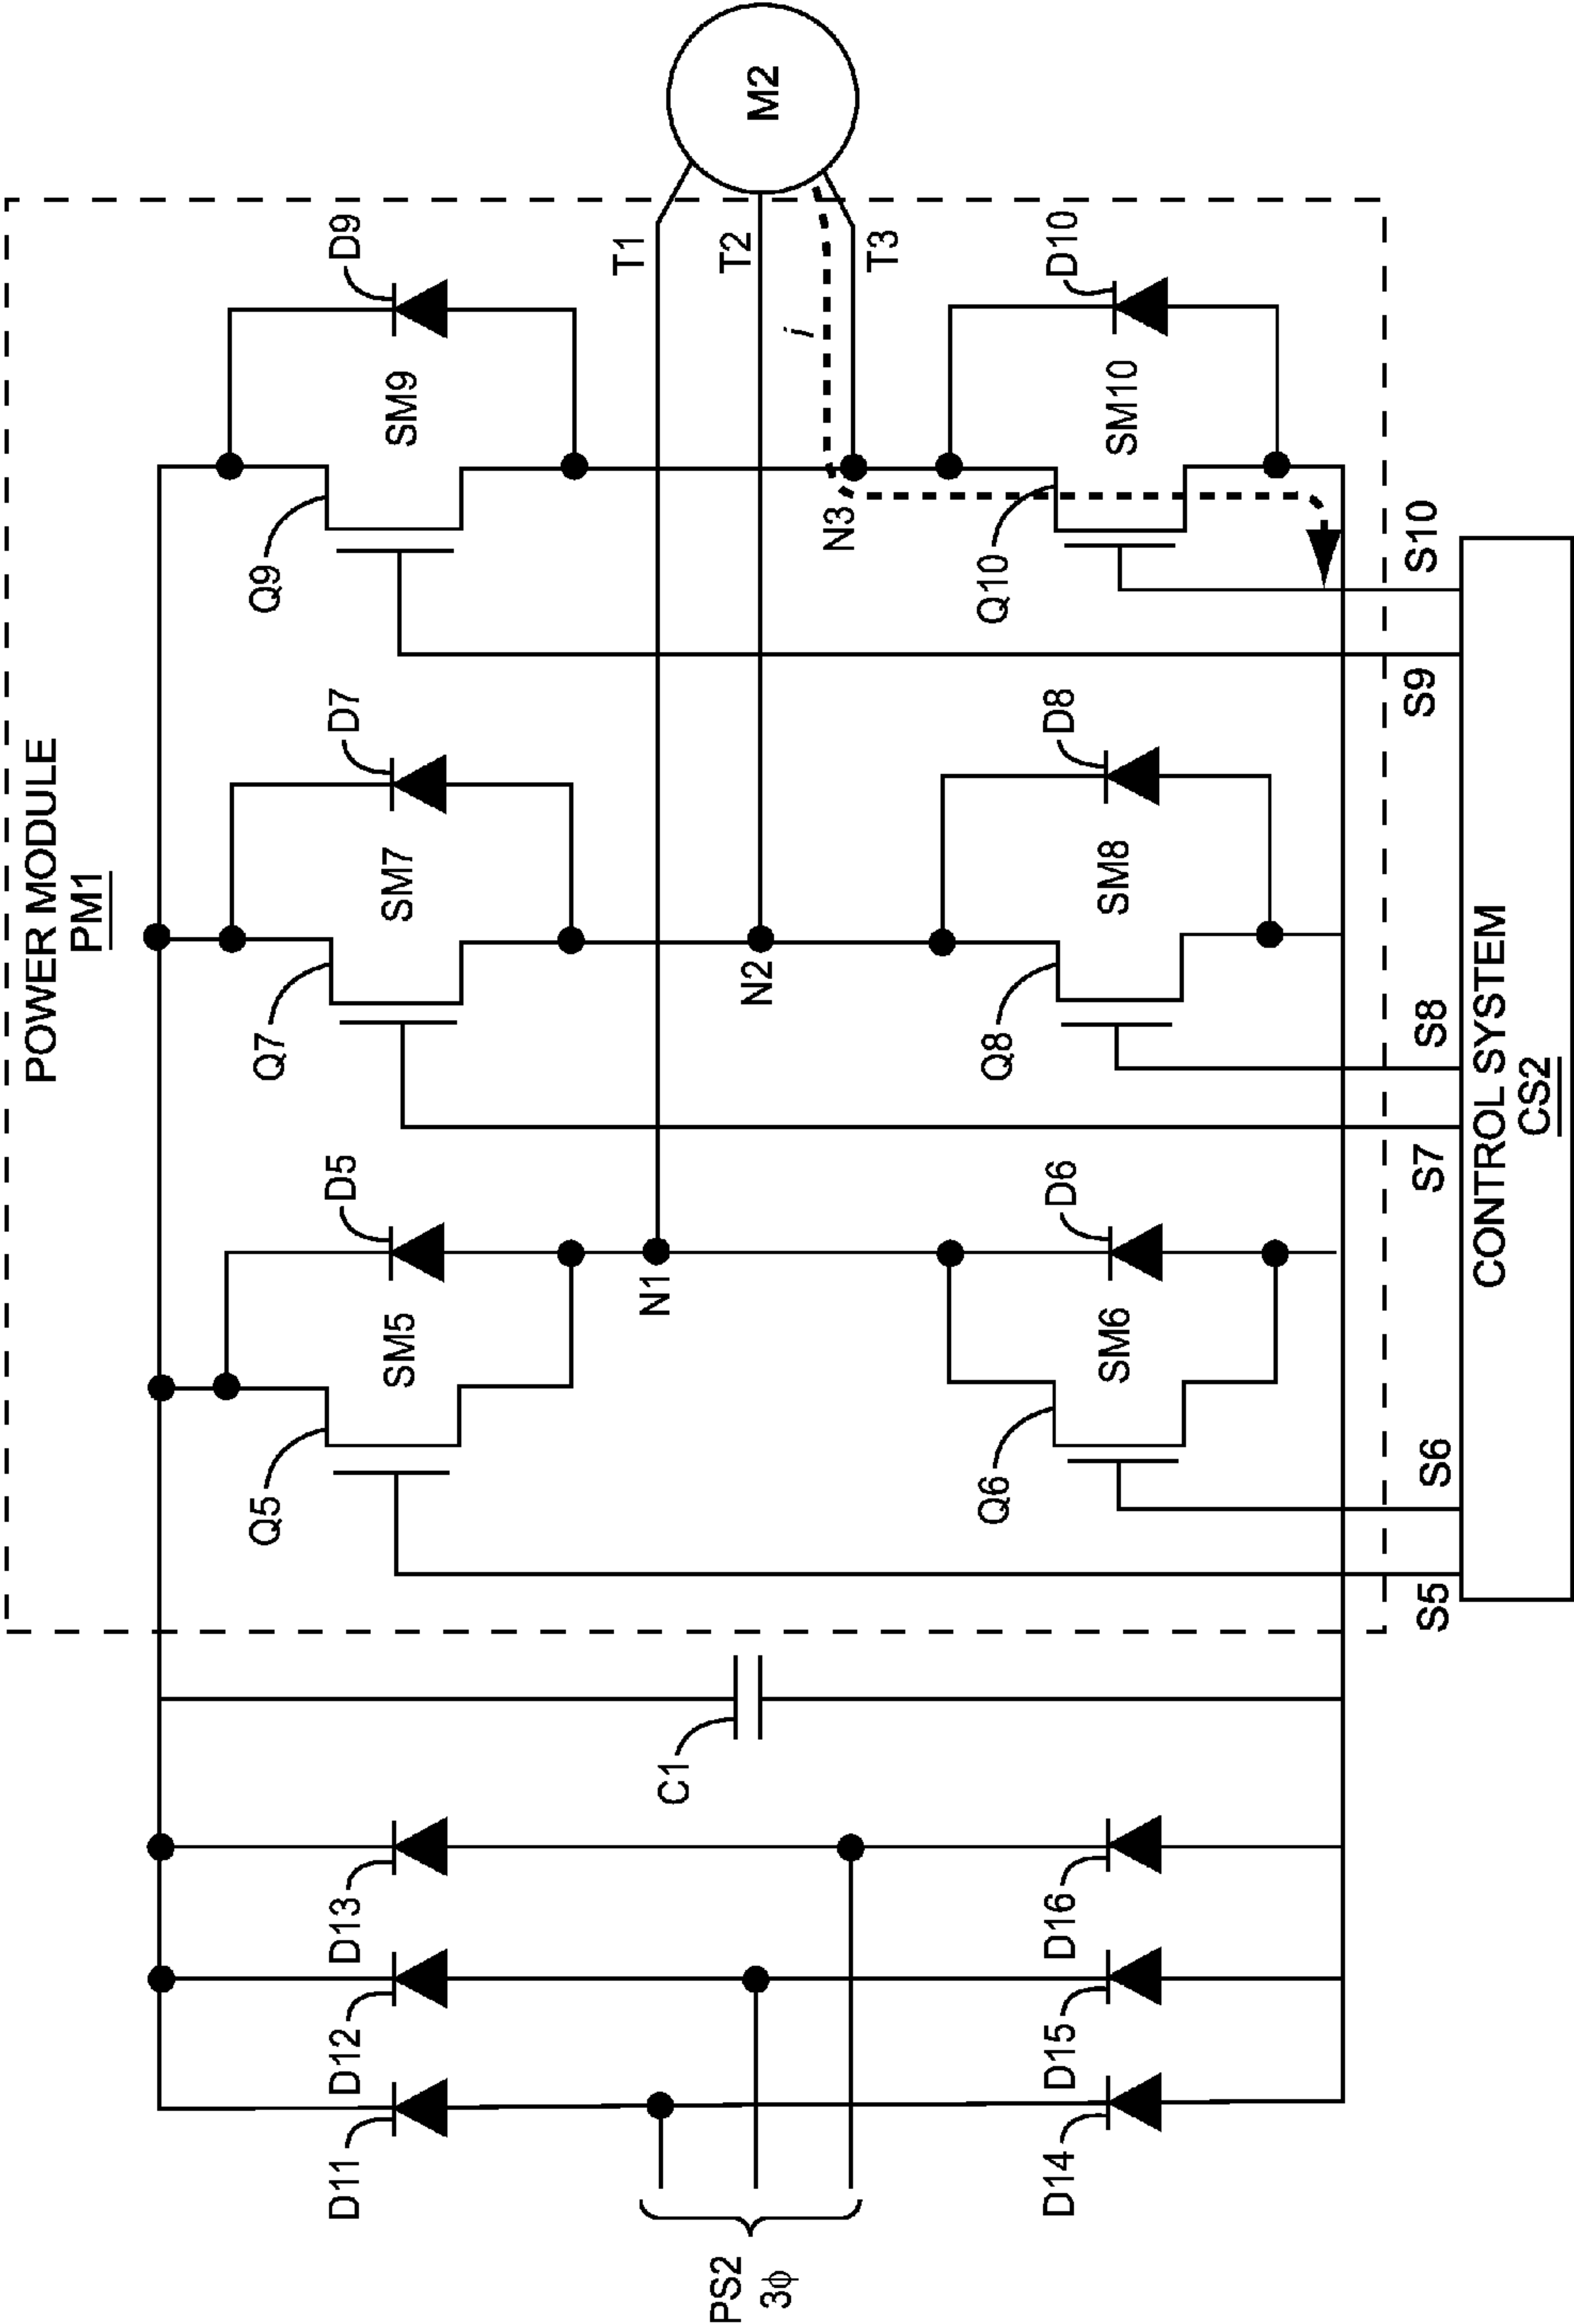 POWER MODULE
PM1
D5
D7
D9
SM5
SM7
SM9
Q5
Q7
Q9
D11
D12
D13
C1
T1
T2
T3
i
M2
N1
N2
N3
PS2
3ϕ
D14
D15
D16
D6
D8
D10
SM6
SM8
SM10
Q6
Q8
Q10
S5
S6
S7
S8
S9
S10
CONTROL SYSTEM
CS2